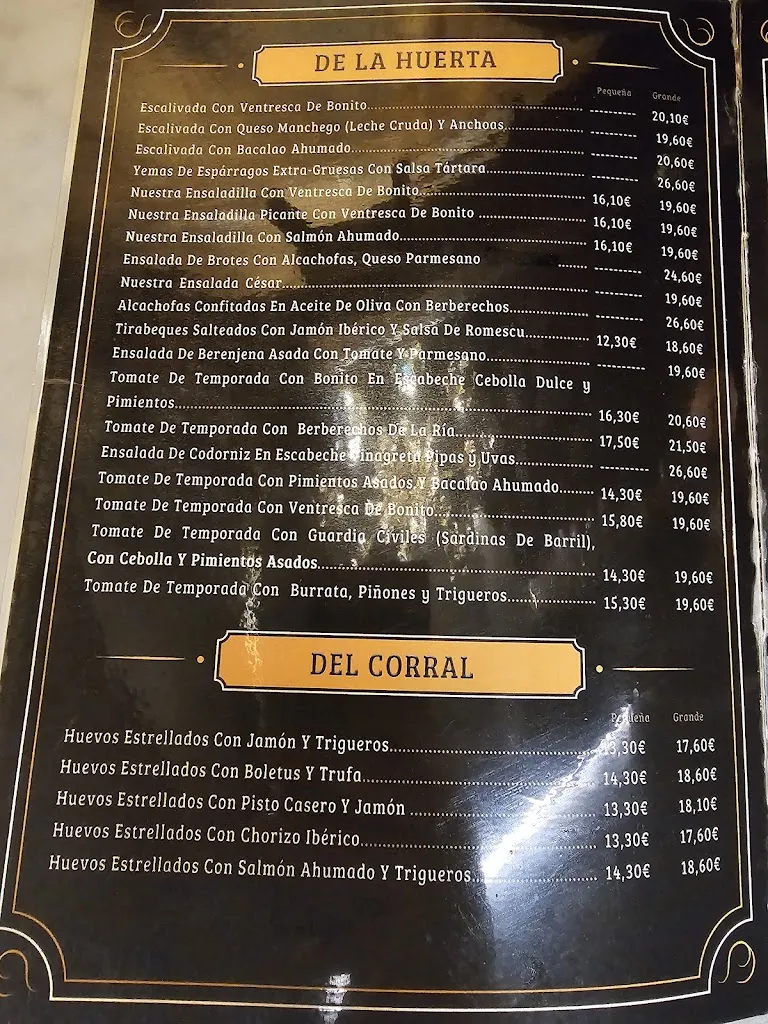 DE LA HUERTA
Pequeña Grande
Escalivada Con Ventresca De Bonito 20,10€
Escalivada Con Queso Manchego (Leche Cruda) Y Anchoas 19,60€
Escalivada Con Bacalao Ahumado 20,60€
Yemas De Espárragos Extra-Gruesas Con Salsa Tártara 26,60€
Nuestra Ensaladilla Con Ventresca De Bonito 16,10€ 19,60€
Nuestra Ensaladilla Picante Con Ventresca De Bonito 16,10€ 19,60€
Nuestra Ensaladilla Con Salmón Ahumado 16,10€ 19,60€
Ensalada De Brotes Con Alcachofas, Queso Parmesano 24,60€
Nuestra Ensalada César 19,60€
Alcachofas Confitadas En Aceite De Oliva Con Berberechos 26,60€
Tirabeques Salteados Con Jamón Ibérico Y Salsa De Romescu 12,30€ 18,60€
Ensalada De Berenjena Asada Con Tomate Y Parmesano 19,60€
Tomate De Temporada Con Bonito En Escabeche Cebolla Dulce y
Pimientos 16,30€ 20,60€
Tomate De Temporada Con Berberechos De La Ría 17,50€ 21,50€
Ensalada De Codorniz En Escabeche Vinagreta Pipas y Uvas 26,60€
Tomate De Temporada Con Pimientos Asados Y Bacalao Ahumado 14,30€ 19,60€
Tomate De Temporada Con Ventresca De Bonito 15,80€ 19,60€
Tomate De Temporada Con Guardia Civiles (Sardinas De Barril),
Con Cebolla Y Pimientos Asados 14,30€ 19,60€
Tomate De Temporada Con Burrata, Piñones y Trigueros 15,30€ 19,60€
DEL CORRAL
Pequeña Grande
Huevos Estrellados Con Jamón Y Trigueros 13,30€ 17,60€
Huevos Estrellados Con Boletus Y Trufa 14,30€ 18,60€
Huevos Estrellados Con Pisto Casero Y Jamón 13,30€ 18,10€
Huevos Estrellados Con Chorizo Ibérico 13,30€ 17,60€
Huevos Estrellados Con Salmón Ahumado Y Trigueros 14,30€ 18,60€